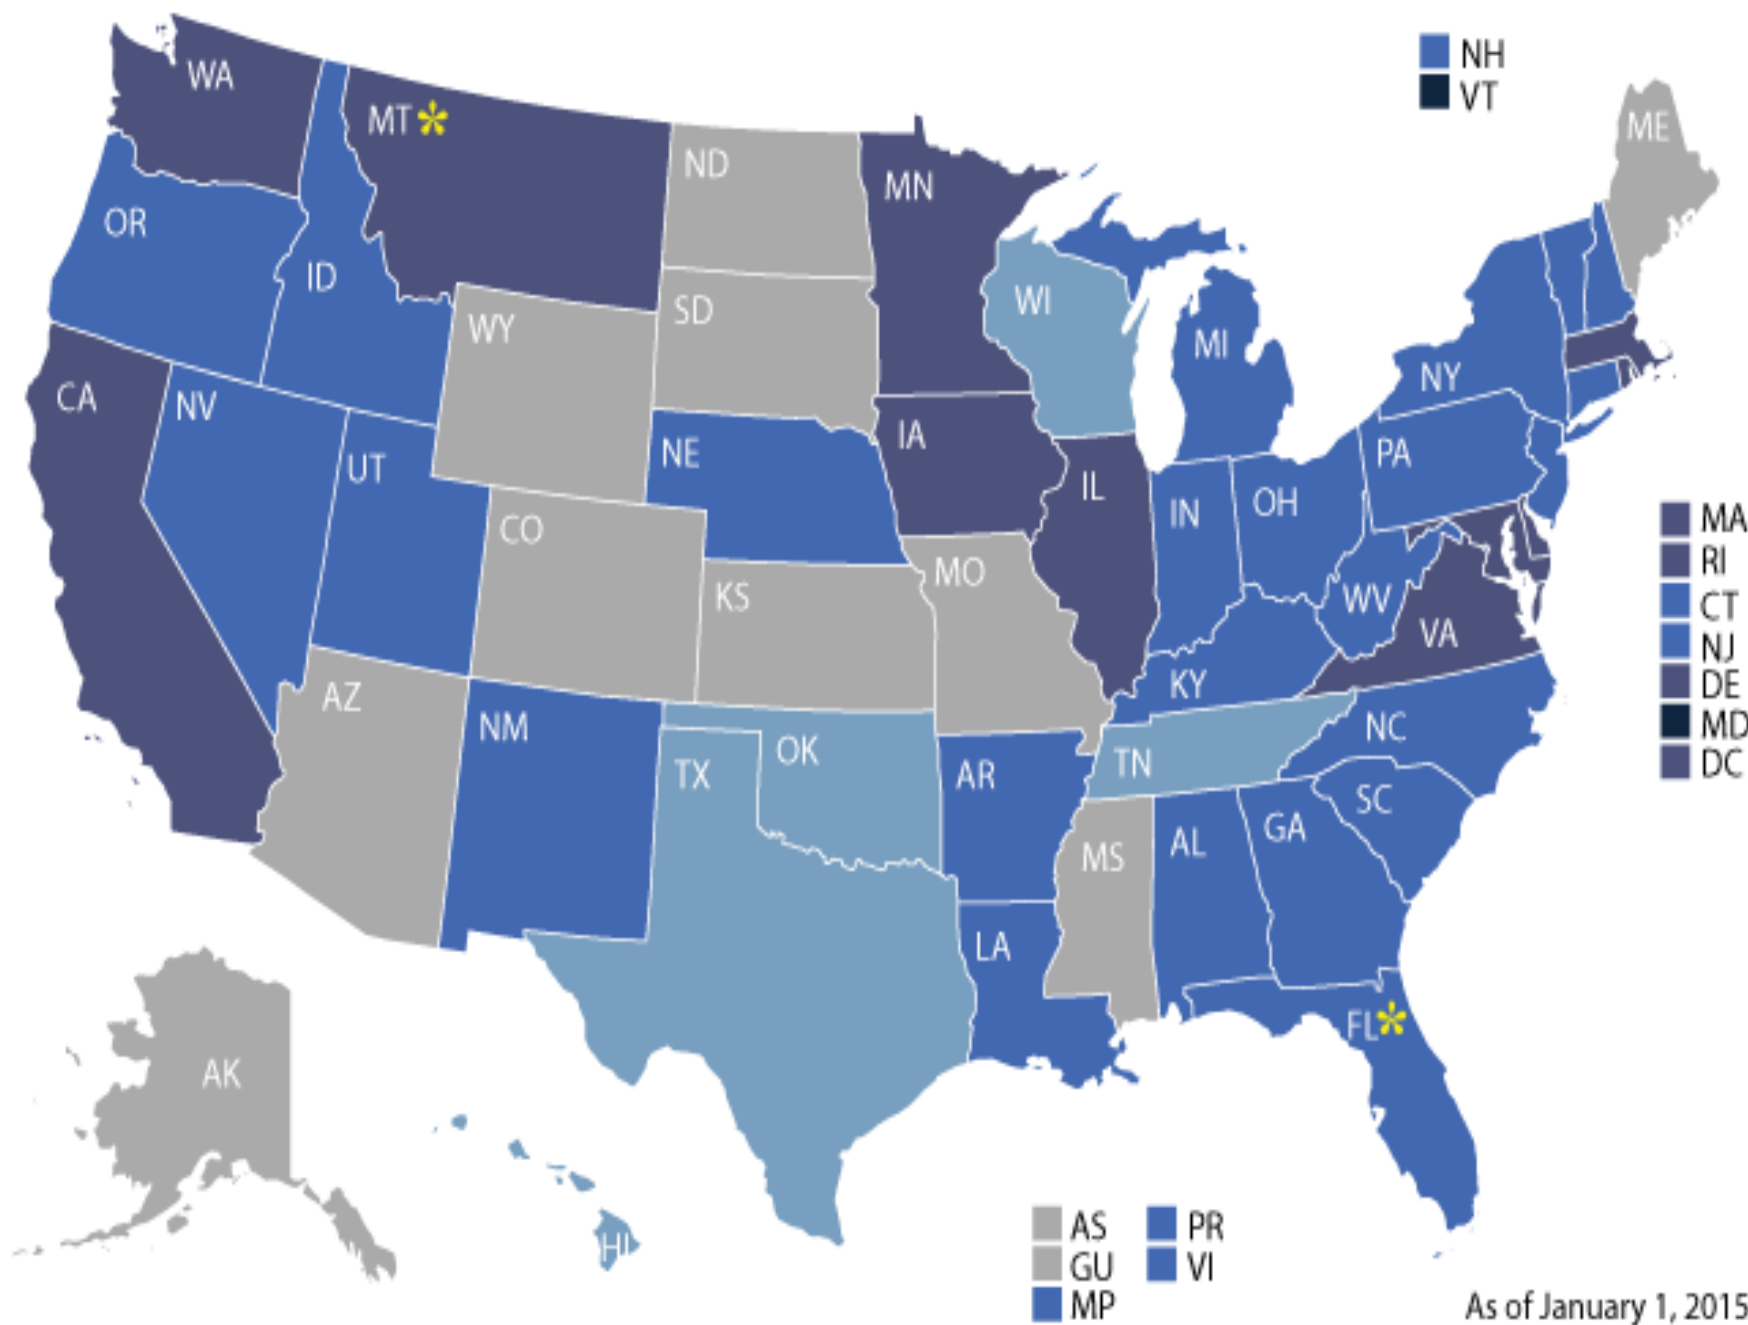 NH
VT
WA
MT*
ND
MN
ME
OR
ID
SD
WI
WY
MI
CA
NV
NY
IA
NE
UT
PA
IL
CO
IN
OH
MA
MO
RI
KS
WV
CT
VA
NJ
AZ
KY
DE
NM
NC
MD
OK
TX
AR
TN
DC
SC
GA
AL
MS
LA
FL*
AK
AS
PR
HI
GU
VI
MP
As of January 1, 2015